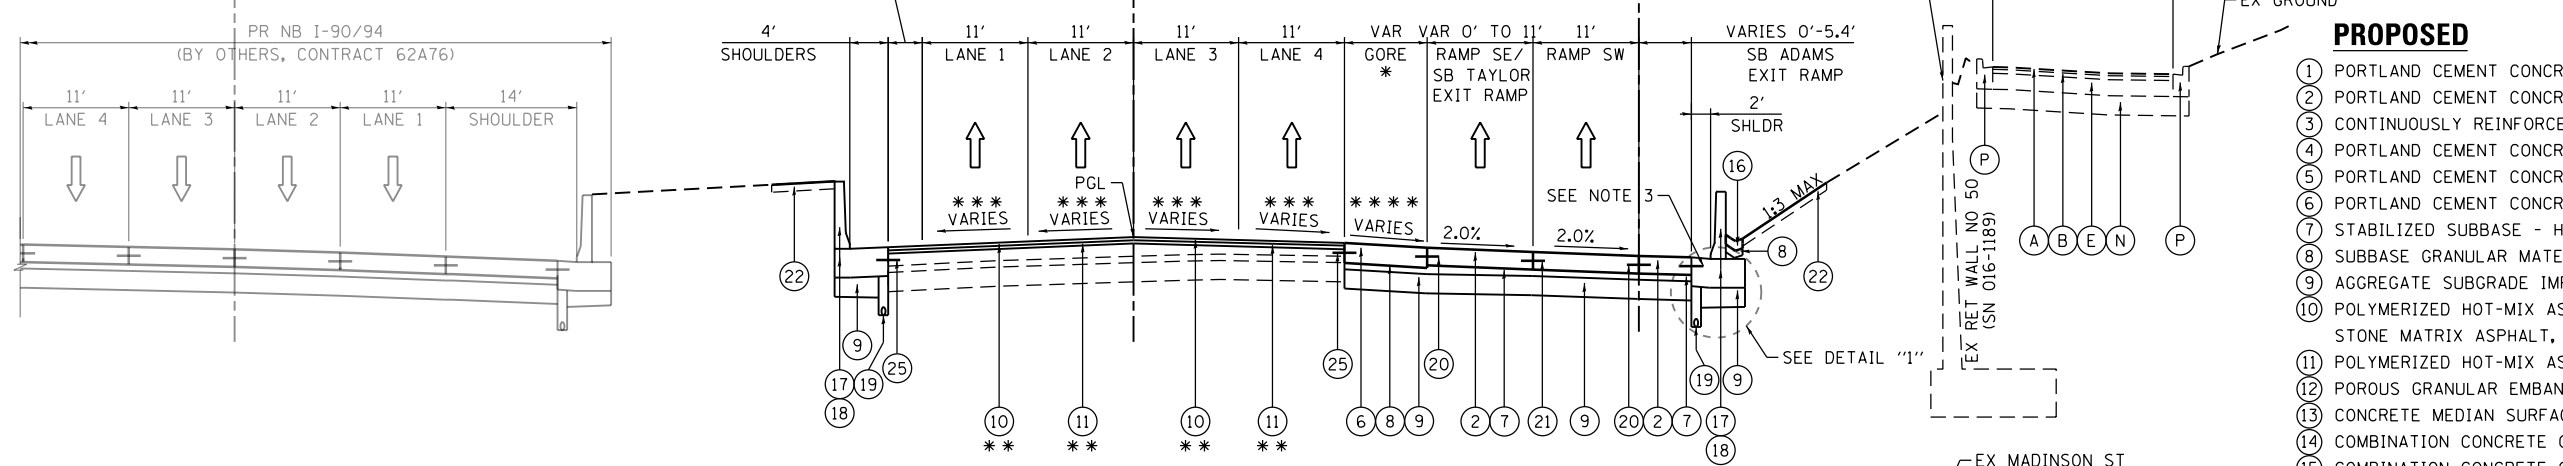 PR NB I-90/94
(BY OTHERS, CONTRACT 62A76)
11' 11' 11' 11' 14'
LANE 4 LANE 3 LANE 2 LANE 1 SHOULDER
4' 11' 11' 11' 11' VAR VAR 0' TO 11' 11' VARIES 0'-5.4'
SHOULDERS LANE 1 LANE 2 LANE 3 LANE 4 GORE RAMP SE/ RAMP SW SB ADAMS
* SB TAYLOR EXIT RAMP
EXIT RAMP
2'
SHLDR
PGL
SEE NOTE 3
*** *** *** *** ****
VARIES VARIES VARIES VARIES VARIES
2.0% 2.0%
1:3 MAX
16
8
22
22
9
17 19 25
18
10 11 10 11
** ** ** **
25
20
6 8 9 2 7 21 9 20 2 7
19 9
17
18
SEE DETAIL "1"
EX RET WALL NO 50
(SN 016-1189)
P
A B E N P
EX GROUND
EX MADINSON ST
PROPOSED
1 PORTLAND CEMENT CONCR
2 PORTLAND CEMENT CONCR
3 CONTINUOUSLY REINFORCE
4 PORTLAND CEMENT CONCR
5 PORTLAND CEMENT CONCR
6 PORTLAND CEMENT CONCR
7 STABILIZED SUBBASE - H
8 SUBBASE GRANULAR MATE
9 AGGREGATE SUBGRADE IM
10 POLYMERIZED HOT-MIX AS
STONE MATRIX ASPHALT,
11 POLYMERIZED HOT-MIX AS
12 POROUS GRANULAR EMBAN
13 CONCRETE MEDIAN SURFA
14 COMBINATION CONCRETE
15 COMBINATION CONCRETE